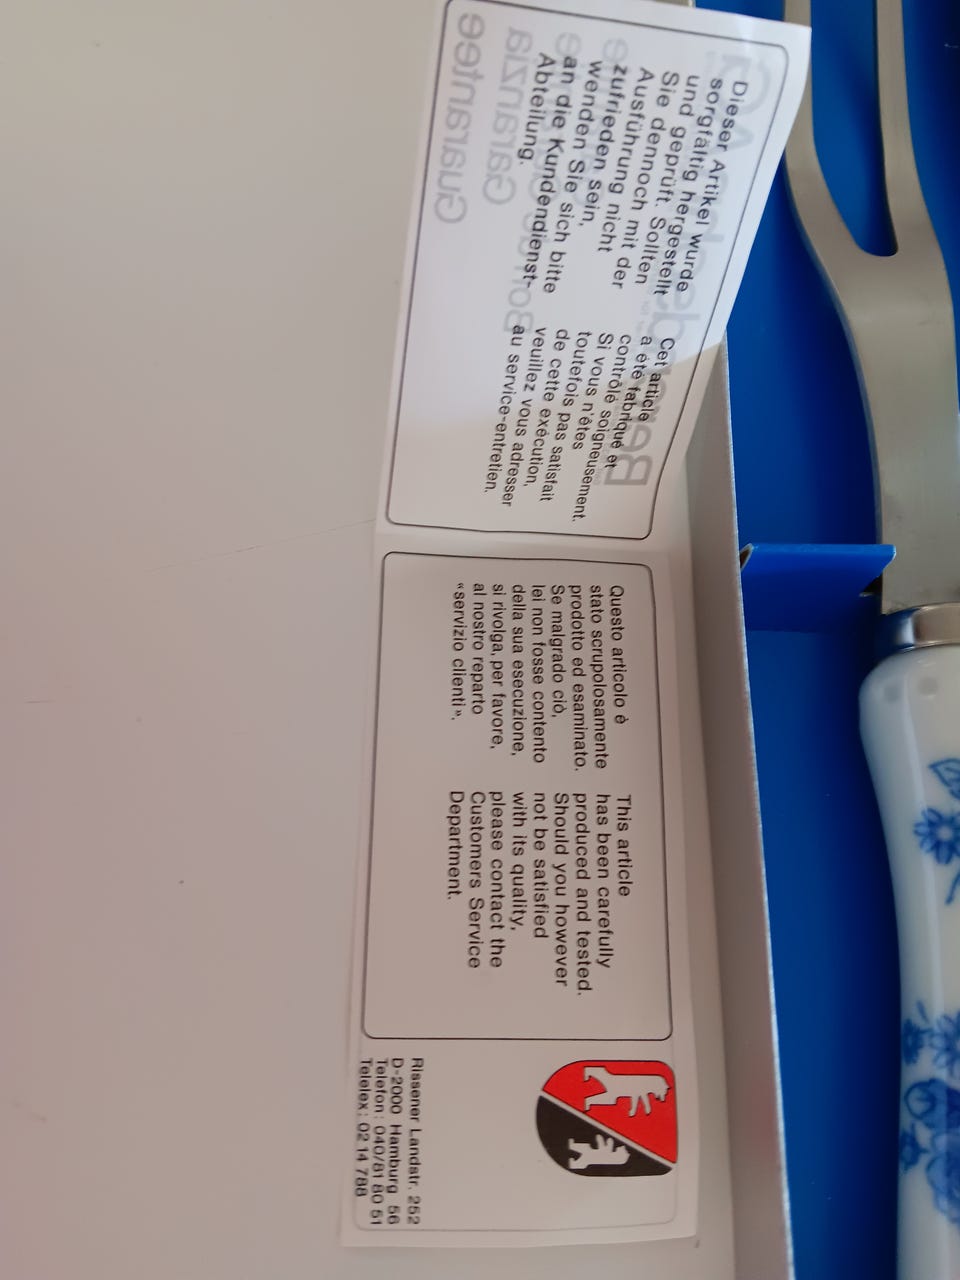 Dieser Artikel wurde
sorgfältig hergestellt
und geprüft. Sollten
Sie dennoch mit der
Ausführung nicht
zufrieden sein,
wenden Sie sich bitte
an die Kundendienst-
Abteilung.
Cet article
a été fabriqué et
contrôlé soigneusement.
Si vous n'êtes
toutefois pas satisfait
de cette exécution,
veuillez vous adresser
au service-entretien.
Questo articolo è
stato scrupolosamente
prodotto ed esaminato.
Se malgrado ciò,
lei non fosse contento
della sua esecuzione,
si rivolga, per favore,
al nostro reparto
«servizio clienti».
This article
has been carefully
produced and tested.
Should you however
not be satisfied
with its quality,
please contact the
Customers Service
Department.
Rissener Landstr. 252
D-2000 Hamburg 56
Telefon: 040/81 80 51
Telelex: 02 14 788
Garanzia
Guarantee